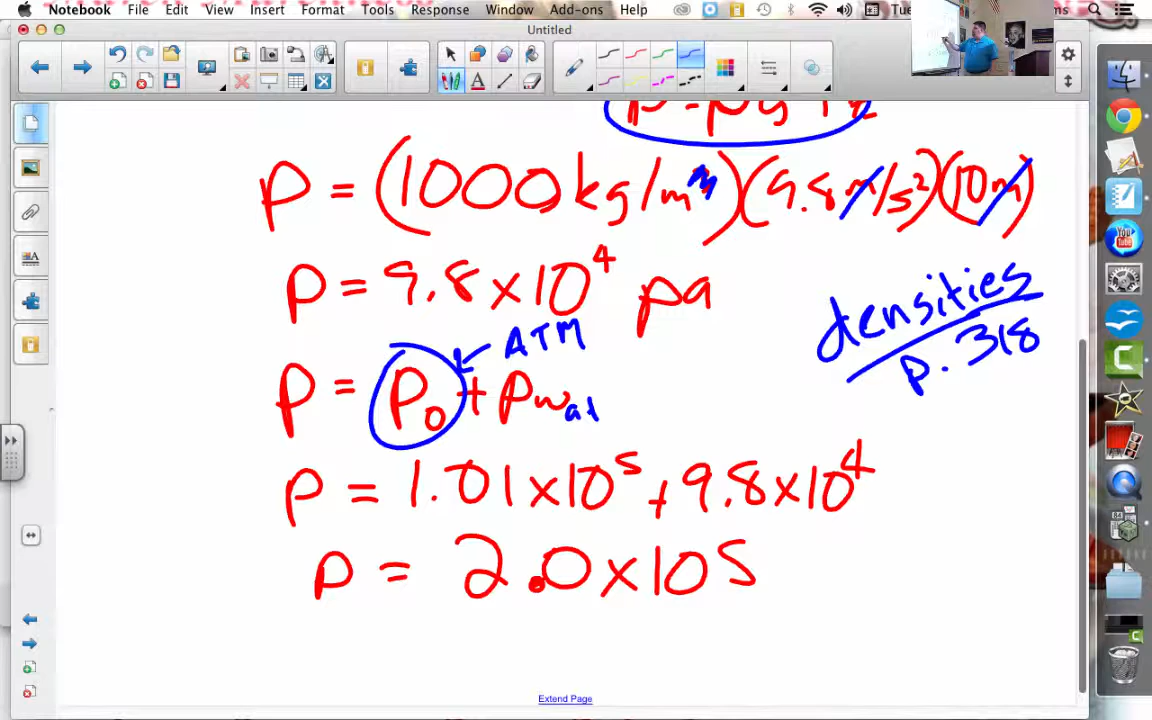 Notebook File Edit View Insert Format Tools Response Window Add-ons Help
Untitled
P = (1000 kg/m³)(9.8 m/s²)(10m)
P = 9.8 x 10⁴ pa
densities
p. 318
ATM
P = P₀ + Pwat
P = 1.01 x 10⁵ + 9.8 x 10⁴
P = 2.0 x 10⁵
Extend Page